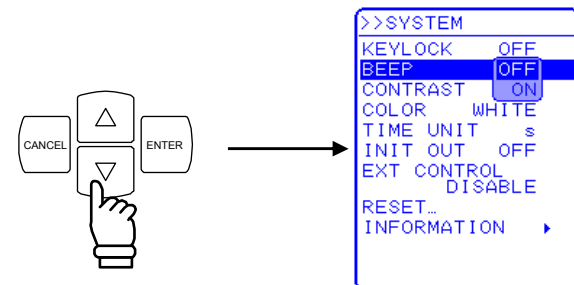 CANCEL
ENTER
>>SYSTEM
KEYLOCK OFF
BEEP OFF
CONTRAST ON
COLOR WHITE
TIME UNIT s
INIT OUT OFF
EXT CONTROL
DISABLE
RESET…
INFORMATION